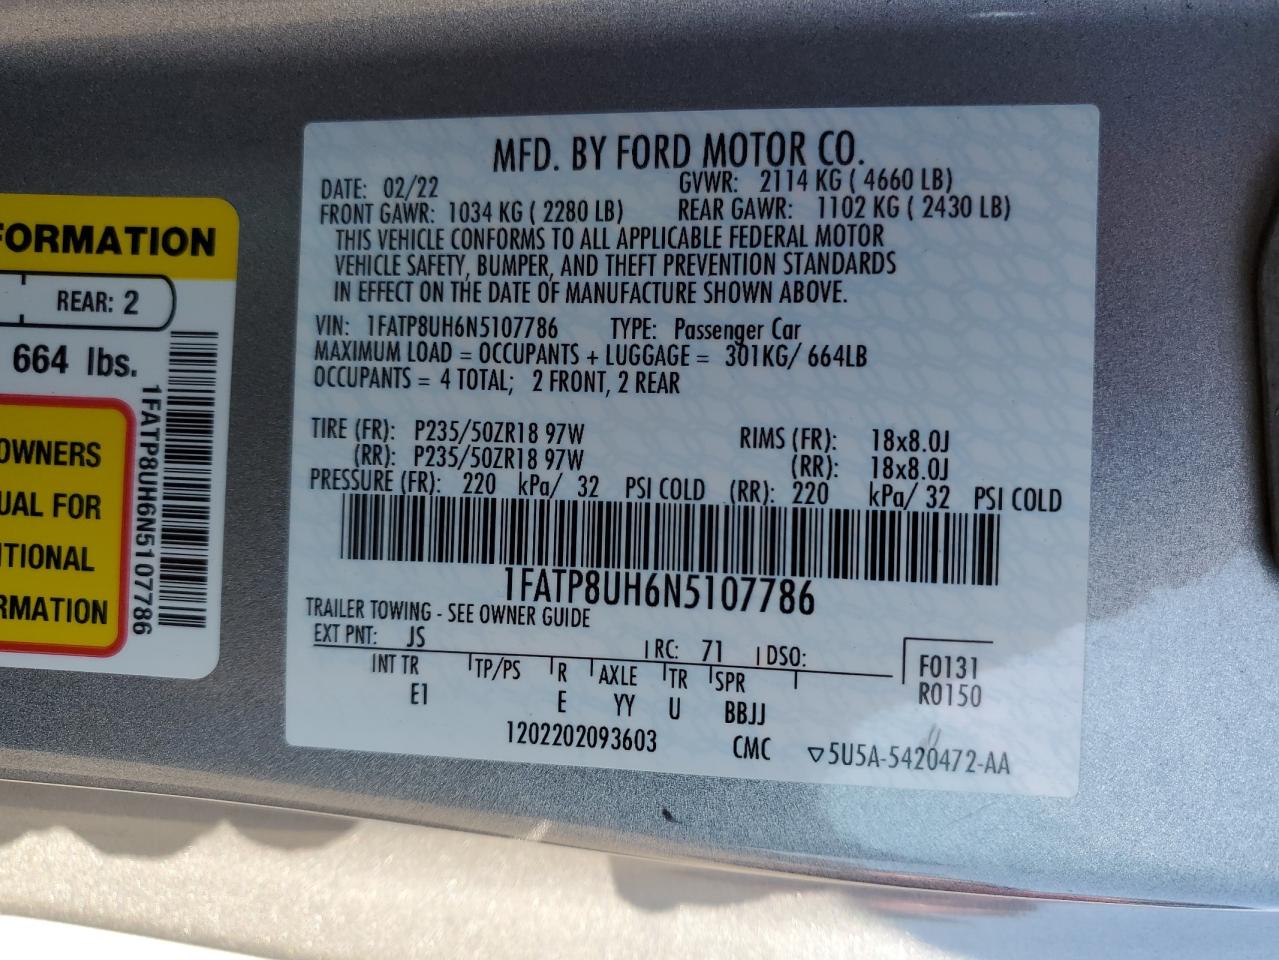 FORMATION
REAR: 2
664 lbs.
OWNERS
UAL FOR
ITIONAL
RMATION
1FATP8UH6N5107786
MFD. BY FORD MOTOR CO.
DATE: 02/22 GVWR: 2114 KG ( 4660 LB)
FRONT GAWR: 1034 KG ( 2280 LB) REAR GAWR: 1102 KG ( 2430 LB)
THIS VEHICLE CONFORMS TO ALL APPLICABLE FEDERAL MOTOR
VEHICLE SAFETY, BUMPER, AND THEFT PREVENTION STANDARDS
IN EFFECT ON THE DATE OF MANUFACTURE SHOWN ABOVE.
VIN: 1FATP8UH6N5107786 TYPE: Passenger Car
MAXIMUM LOAD = OCCUPANTS + LUGGAGE = 301KG/ 664LB
OCCUPANTS = 4 TOTAL; 2 FRONT, 2 REAR
TIRE (FR): P235/50ZR18 97W RIMS (FR): 18x8.0J
(RR): P235/50ZR18 97W (RR): 18x8.0J
PRESSURE (FR): 220 kPa/ 32 PSI COLD (RR): 220 kPa/ 32 PSI COLD
1FATP8UH6N5107786
TRAILER TOWING - SEE OWNER GUIDE
EXT PNT: JS RC: 71 DSO: F0131
INT TR TP/PS R AXLE TR SPR R0150
E1 E YY U BBJJ
1202202093603 CMC ▽5U5A-5420472-AA